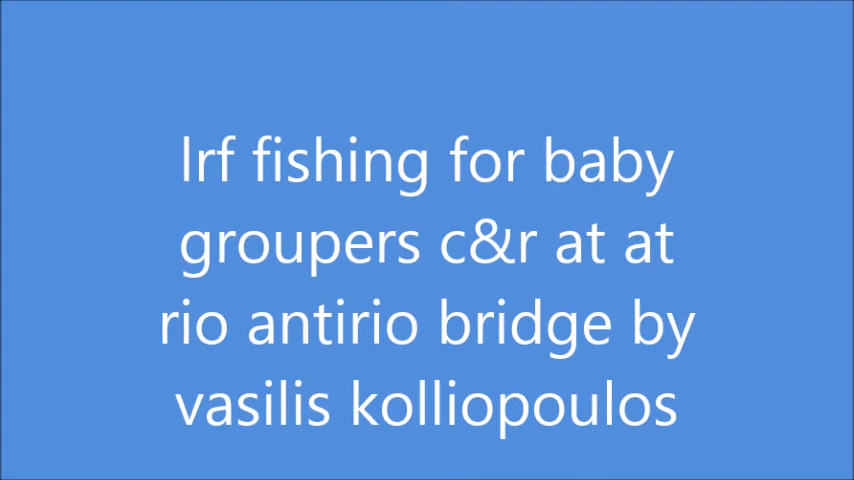 lrf fishing for baby
groupers c&r at at
rio antirio bridge by
vasilis kolliopoulos